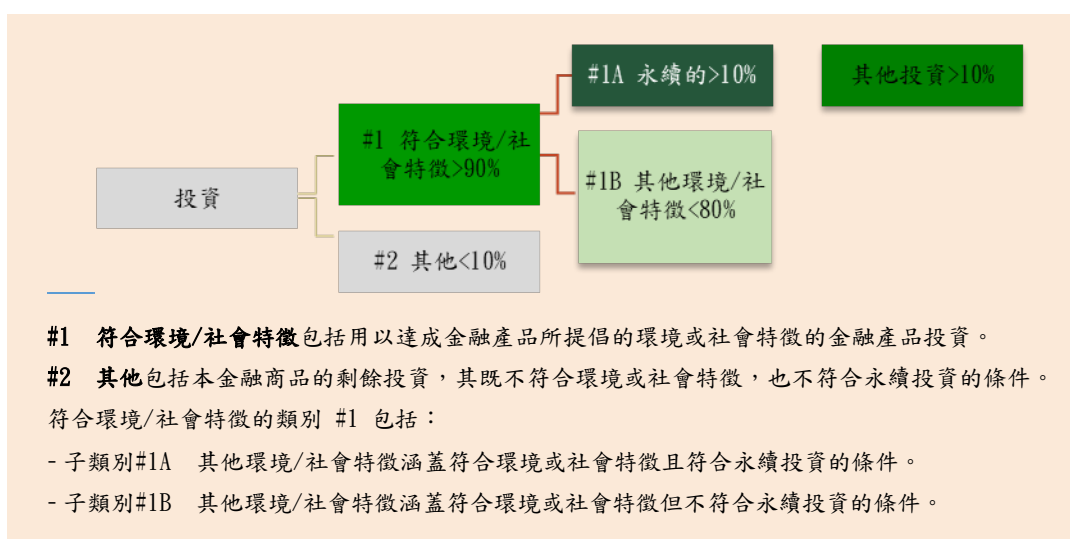 #1A 永續的>10%
其他投資>10%
#1 符合環境/社
會特徵>90%
投資
#1B 其他環境/社
會特徵<80%
#2 其他<10%
#1 符合環境/社會特徵包括用以達成金融產品所提倡的環境或社會特徵的金融產品投資。
#2 其他包括本金融商品的剩餘投資，其既不符合環境或社會特徵，也不符合永續投資的條件。
符合環境/社會特徵的類別 #1 包括：
- 子類別#1A 其他環境/社會特徵涵蓋符合環境或社會特徵且符合永續投資的條件。
- 子類別#1B 其他環境/社會特徵涵蓋符合環境或社會特徵但不符合永續投資的條件。